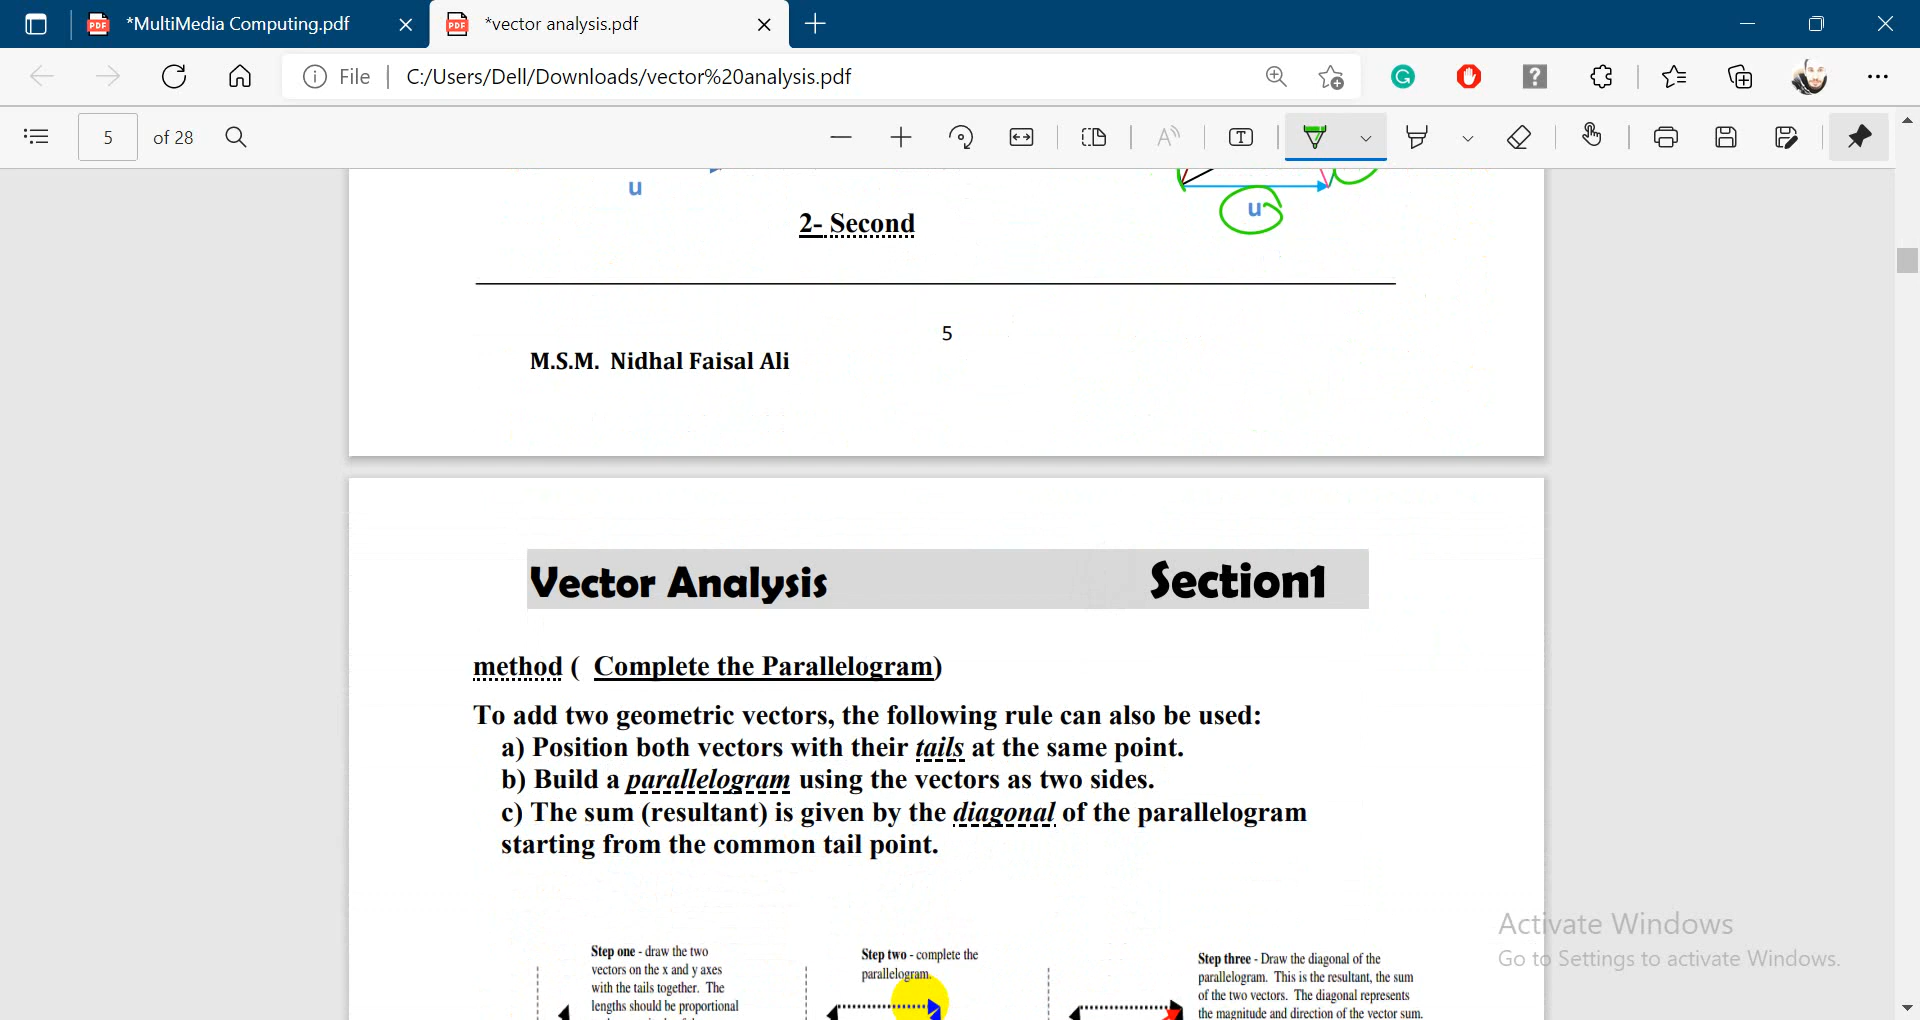 *MultiMedia Computing.pdf
*vector analysis.pdf
File
C:/Users/Dell/Downloads/vector%20analysis.pdf
5
of 28
u
u
2- Second
5
M.S.M. Nidhal Faisal Ali
Vector Analysis
Section1
method ( Complete the Parallelogram)
To add two geometric vectors, the following rule can also be used:
a) Position both vectors with their tails at the same point.
b) Build a parallelogram using the vectors as two sides.
c) The sum (resultant) is given by the diagonal of the parallelogram
starting from the common tail point.
Step one - draw the two
vectors on the x and y axes
with the tails together. The
lengths should be proportional
Step two - complete the
parallelogram.
Step three - Draw the diagonal of the
parallelogram. This is the resultant, the sum
of the two vectors. The diagonal represents
the magnitude and direction of the vector sum.
Activate Windows
Go to Settings to activate Windows.